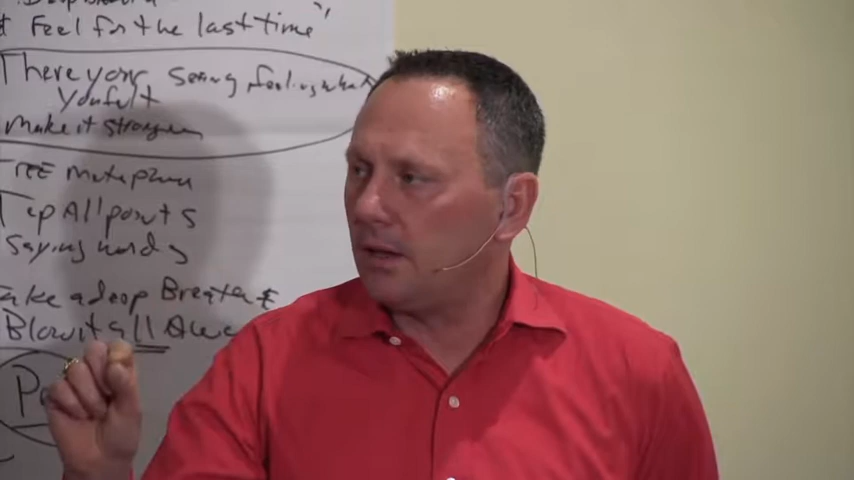 Feel for the last time"
There your seeing, feelings what
you felt
make it stronger
Tap All points
saying words
Take a deep Breath &
Blow it all Away